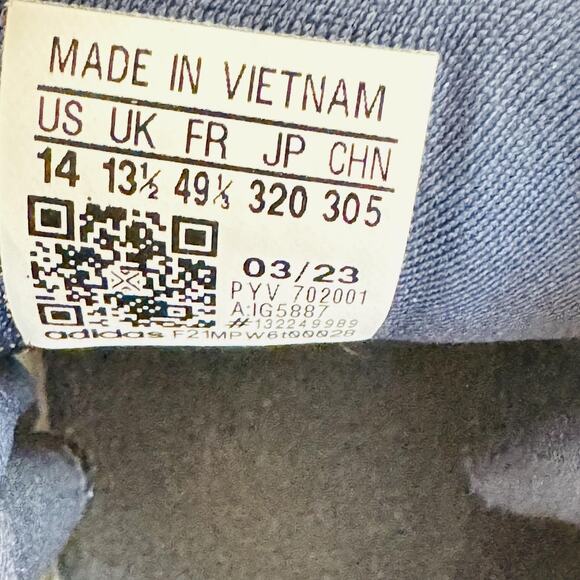 MADE IN VIETNAM
US UK FR JP CHN
14 13½ 49⅓ 320 305
03/23
PYV 702001
A:IG5887
#132249989
adidas F21MPW6t00028